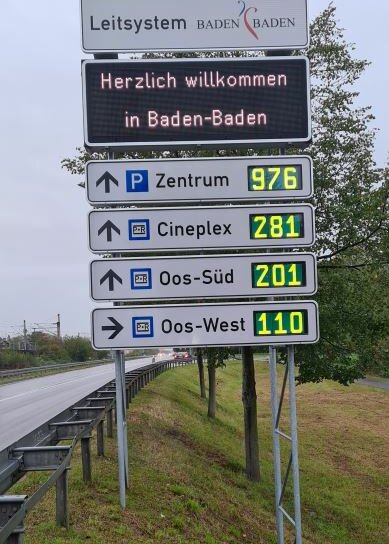 Leitsystem BADEN BADEN
Herzlich willkommen
in Baden-Baden
P Zentrum 976
P+R Cineplex 281
P+R Oos-Süd 201
P+R Oos-West 110